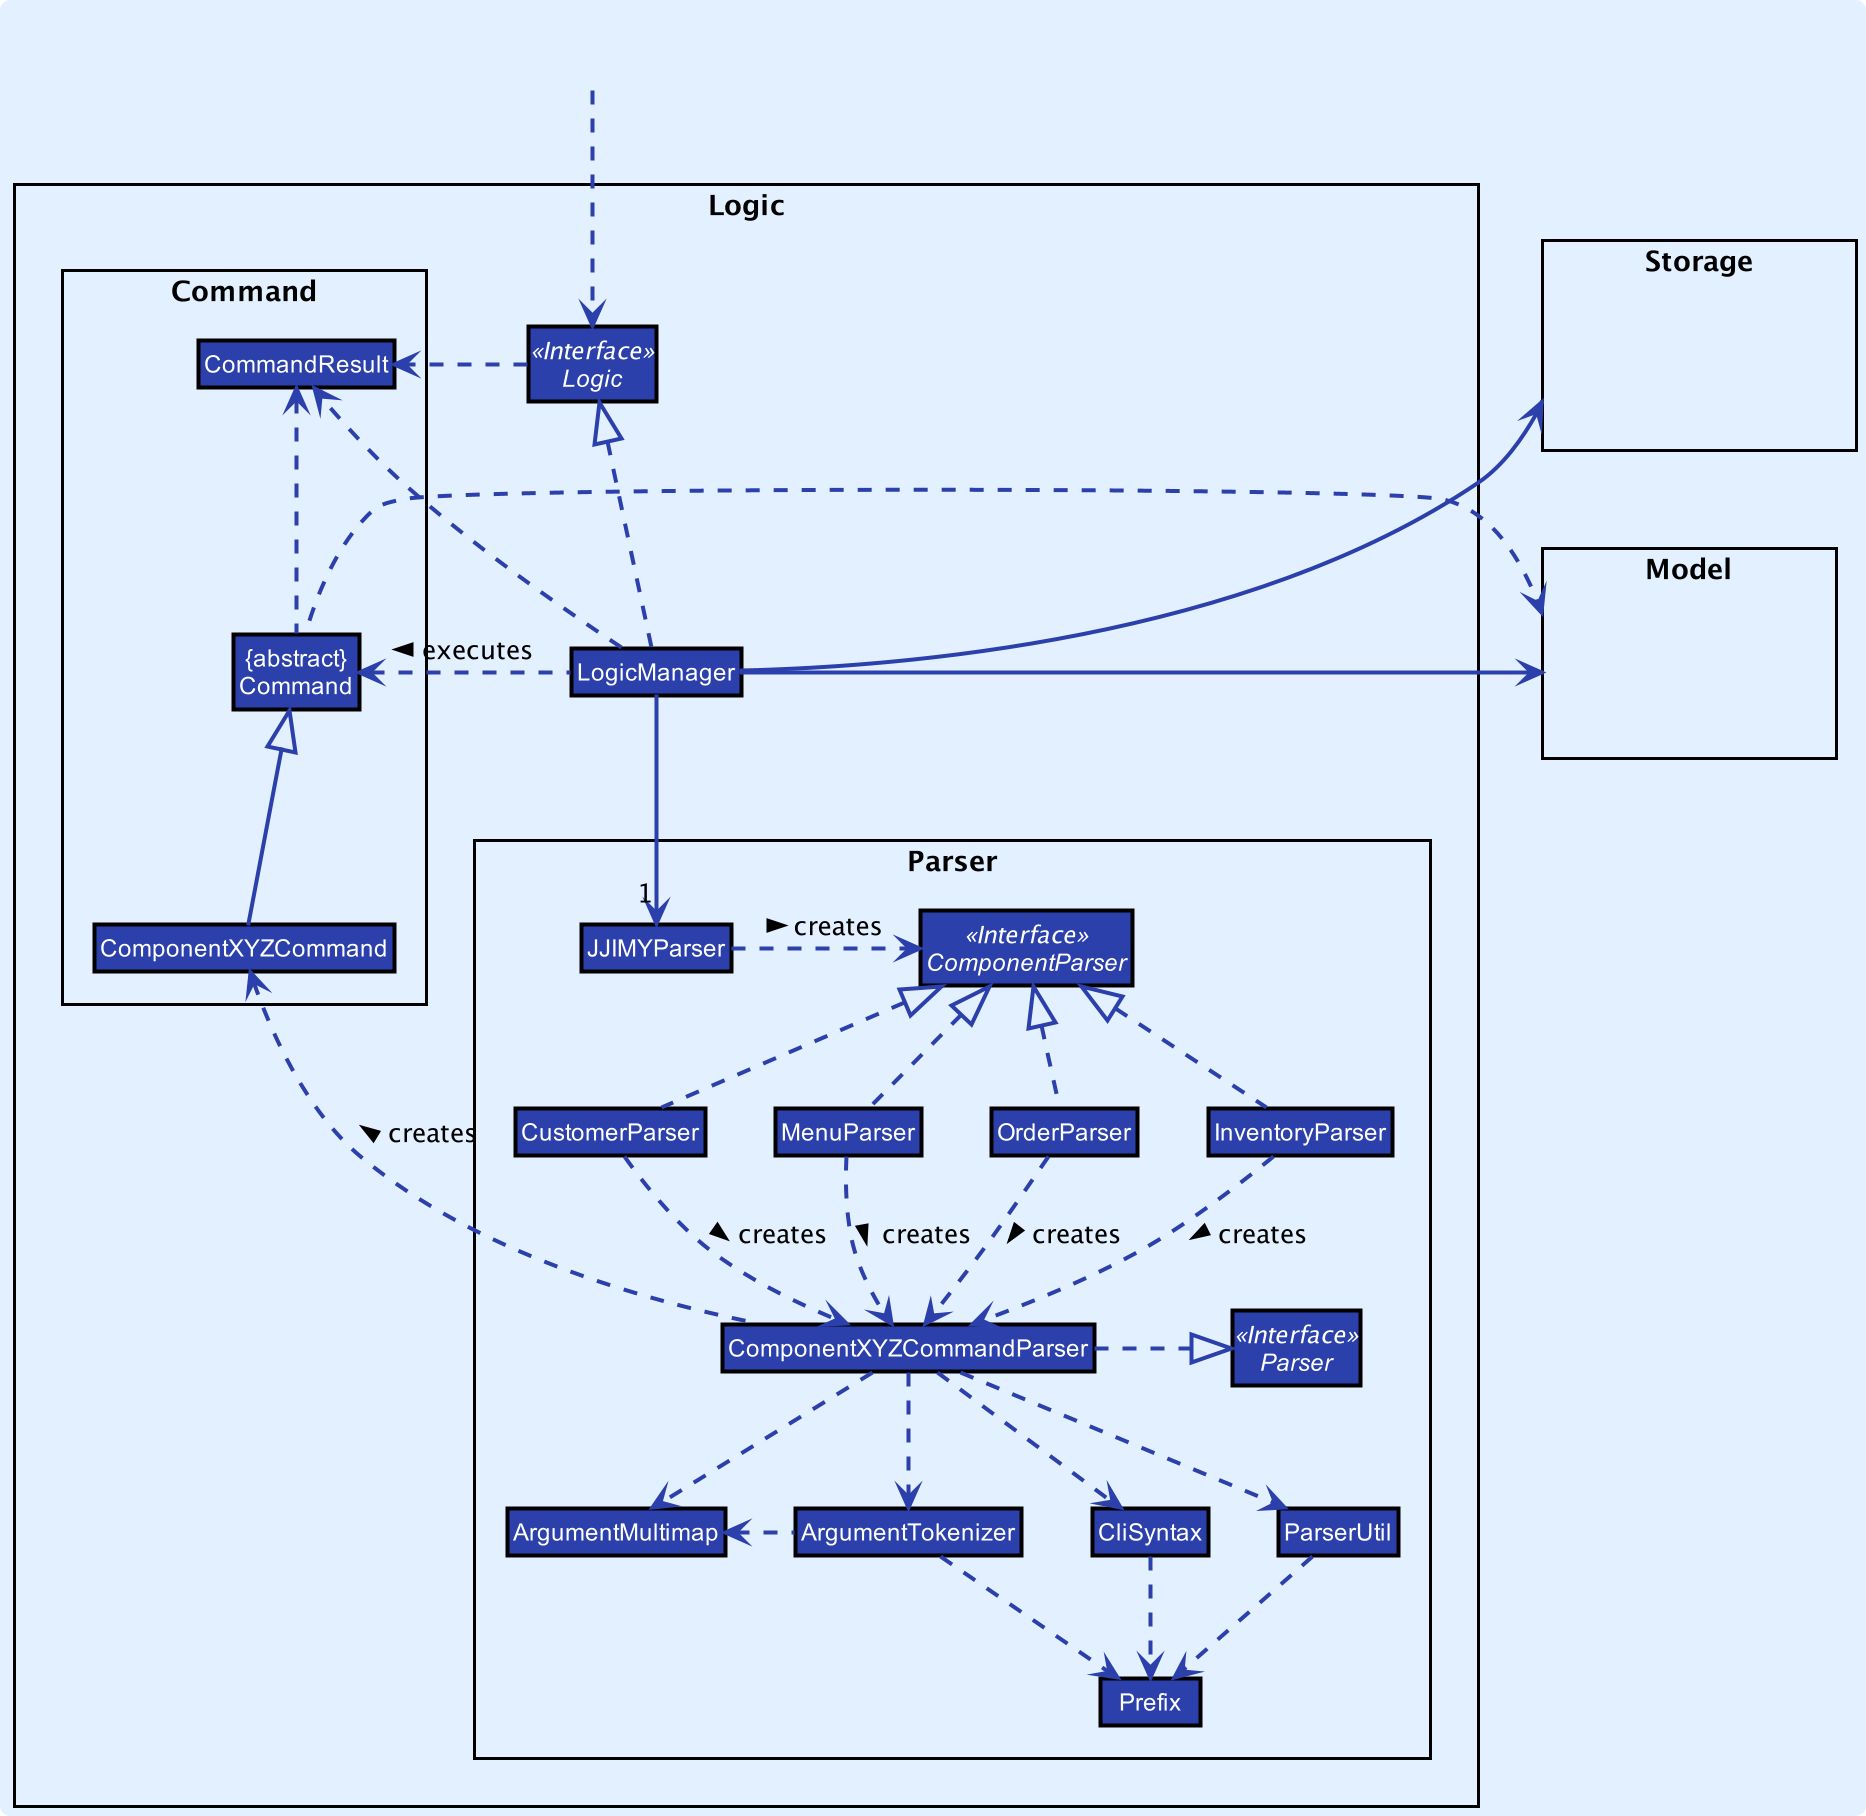 Logic
Storage
Command
CommandResult
«Interface»
Logic
Model
{abstract}
Command
◄ executes
LogicManager
Parser
1
ComponentXYZCommand
JJIMYParser
► creates
«Interface»
ComponentParser
CustomerParser
MenuParser
OrderParser
InventoryParser
creates
creates
creates
creates
creates
ComponentXYZCommandParser
«Interface»
Parser
ArgumentMultimap
ArgumentTokenizer
CliSyntax
ParserUtil
Prefix